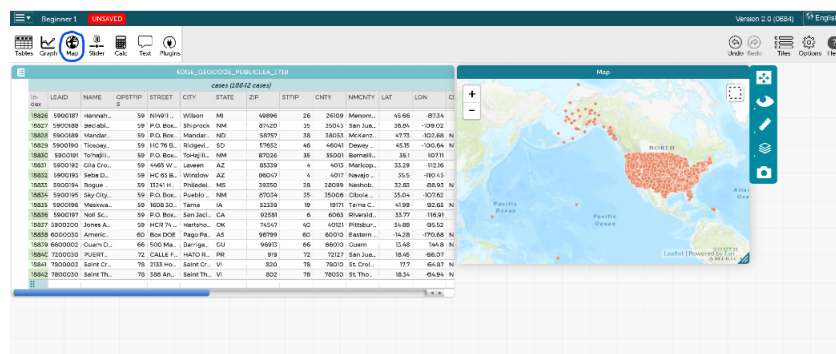 Beginner 1 UNSAVED Version 2.0 (0684) English
Tables Graph Map Slider Calc Text Plugins Undo Redo Tiles Options
EDGE_GEOCODE_PUBLICLEA_1718
cases (18842 cases)
in-dex LEAID NAME OPSTFIPS STREET CITY STATE ZIP STFIP CNTY NMCNTY LAT LON
18826 5900187 Hannah... 59 N14911 ... Wilson MI 49896 26 26109 Menom... 45.66 -87.34
18827 5900188 Beclabi... 59 P.O. Box... Shiprock NM 87420 35 35045 San Jua... 36.84 -109.02
18828 5900189 Mandar... 59 P.O. Box... Mandar... ND 58757 38 38053 McKenz... 47.73 -102.68 N
18829 5900190 Tiospay... 59 HC 76 B... Ridgevi... SD 57652 46 46041 Dewey ... 45.15 -100.64 N
18830 5900191 To'hajiil... 59 P.O. Box... ToHajiil... NM 87026 35 35001 Bernalil... 35.1 -107.11
18831 5900192 Gila Cro... 59 4465 W ... Laveen AZ 85339 4 4013 Maricop... 33.29 -112.16
18832 5900193 Seba D... 59 HC 63 B... Winslow AZ 86047 4 4017 Navajo ... 35.5 -110.45
18833 5900194 Bogue ... 59 13241 H... Philadel... MS 39350 28 28099 Neshob... 32.83 -88.93 N
18834 5900195 Sky City... 59 P.O. Box... Pueblo ... NM 87034 35 35006 Cibola ... 35.04 -107.62
18835 5900196 Meskwa... 59 1608 30... Tama IA 52339 19 19171 Tama C... 41.99 -92.65 N
18836 5900197 Noli Sc... 59 P.O. Box... San Jaci... CA 92581 6 6065 Riversid... 33.77 -116.91
18837 5900200 Jones A... 59 HCR 74 ... Hartsho... OK 74547 40 40121 Pittsbur... 34.88 -95.52
18838 6000030 Americ... 60 Box DOE Pago Pa... AS 96799 60 60010 Eastern ... -14.28 -170.68 N
18839 6600002 Guam D... 66 500 Ma... Barriga... GU 96913 66 66010 Guam 13.48 144.8 N
18840 7200030 PUERT... 72 CALLE F... HATO R... PR 919 72 72127 San Jua... 18.46 -66.07
18841 7800002 Saint Cr... 78 2133 Ho... Saint Cr... VI 820 78 78010 St. Croi... 17.7 -64.87 N
18842 7800030 Saint Th... 78 386 An... Saint Th... VI 802 78 78030 St. Tho... 18.34 -64.94 N
Map
+
-
NORTH
Pacific
Ocean
Pacific
Ocean
Leaflet | Powered by Esri